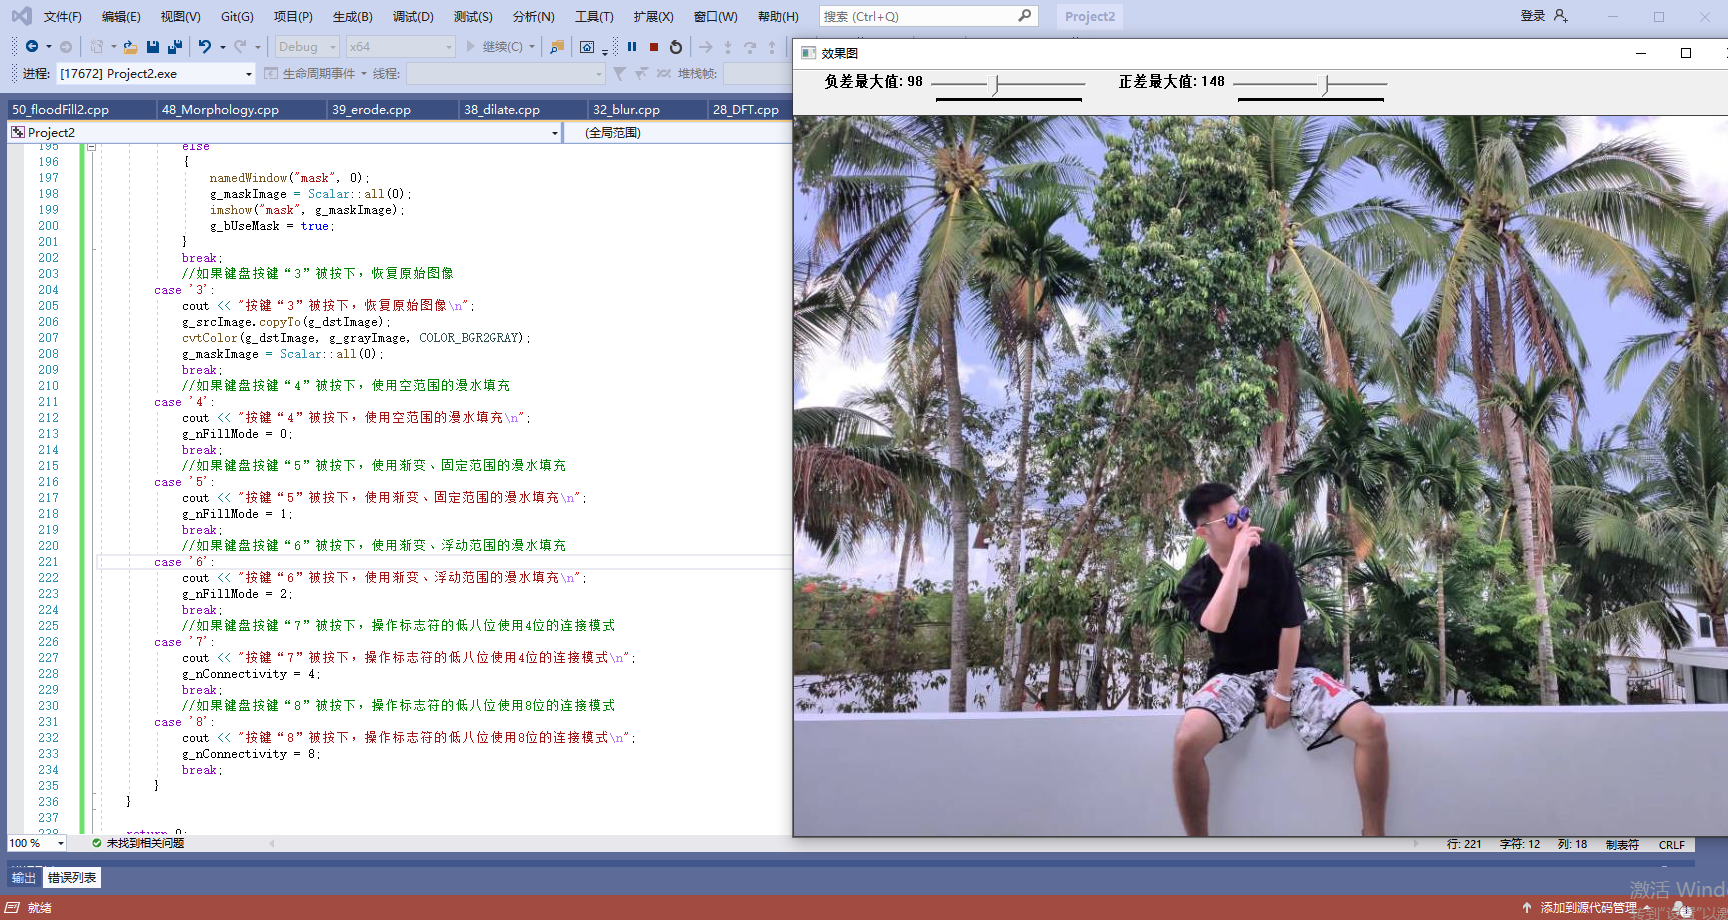 文件(F) 编辑(E) 视图(V) Git(G) 项目(P) 生成(B) 调试(D) 测试(S) 分析(N) 工具(T) 扩展(X) 窗口(W) 帮助(H) 搜索 (Ctrl+Q) Project2 登录
Debug x64 继续(C)
进程: [17672] Project2.exe 生命周期事件 线程: 堆栈帧:
50_floodFill2.cpp 48_Morphology.cpp 39_erode.cpp 38_dilate.cpp 32_blur.cpp 28_DFT.cpp
Project2 (全局范围)
195 else
196 {
197 namedWindow("mask", 0);
198 g_maskImage = Scalar::all(0);
199 imshow("mask", g_maskImage);
200 g_bUseMask = true;
201 }
202 break;
203 //如果键盘按键“3”被按下，恢复原始图像
204 case '3':
205 cout << "按键“3”被按下，恢复原始图像\n";
206 g_srcImage.copyTo(g_dstImage);
207 cvtColor(g_dstImage, g_grayImage, COLOR_BGR2GRAY);
208 g_maskImage = Scalar::all(0);
209 break;
210 //如果键盘按键“4”被按下，使用空范围的漫水填充
211 case '4':
212 cout << "按键“4”被按下，使用空范围的漫水填充\n";
213 g_nFillMode = 0;
214 break;
215 //如果键盘按键“5”被按下，使用渐变、固定范围的漫水填充
216 case '5':
217 cout << "按键“5”被按下，使用渐变、固定范围的漫水填充\n";
218 g_nFillMode = 1;
219 break;
220 //如果键盘按键“6”被按下，使用渐变、浮动范围的漫水填充
221 case '6':
222 cout << "按键“6”被按下，使用渐变、浮动范围的漫水填充\n";
223 g_nFillMode = 2;
224 break;
225 //如果键盘按键“7”被按下，操作标志符的低八位使用4位的连接模式
226 case '7':
227 cout << "按键“7”被按下，操作标志符的低八位使用4位的连接模式\n";
228 g_nConnectivity = 4;
229 break;
230 //如果键盘按键“8”被按下，操作标志符的低八位使用8位的连接模式
231 case '8':
232 cout << "按键“8”被按下，操作标志符的低八位使用8位的连接模式\n";
233 g_nConnectivity = 8;
234 break;
235 }
236 }
237
238 return 0;
效果图
负差最大值: 98 正差最大值: 148
100 % 未找到相关问题 行: 221 字符: 12 列: 18 制表符 CRLF
输出 错误列表
激活 Windo
就绪 添加到源代码管理